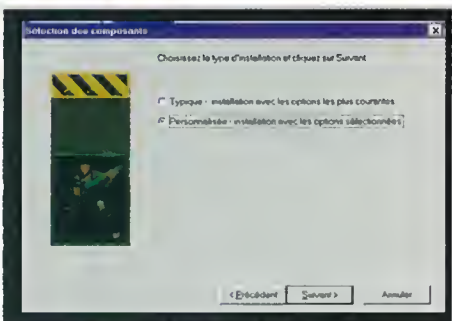 Sélection des composants
Choisissez le type d'installation et cliquez sur Suivant
Typique - installation avec les options les plus courantes
Personnalisée - installation avec les options sélectionnées
< Précédent
Suivant >
Annuler